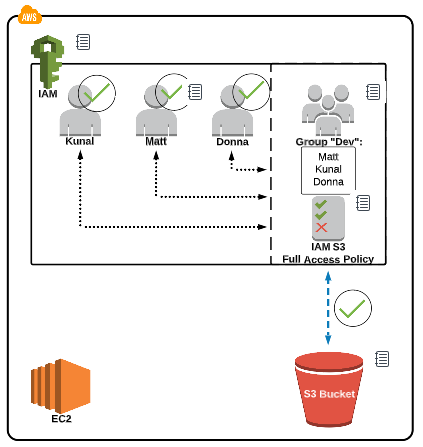 AWS
IAM
Kunal
Matt
Donna
Group "Dev":
Matt
Kunal
Donna
IAM S3
Full Access Policy
S3 Bucket
EC2